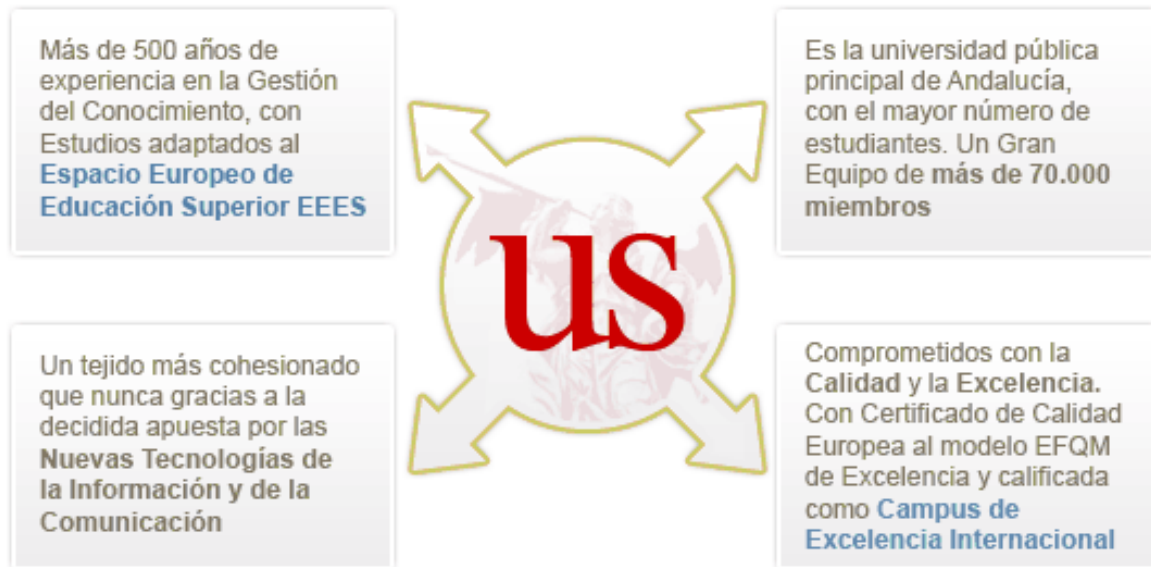 Más de 500 años de
experiencia en la Gestión
del Conocimiento, con
Estudios adaptados al
Espacio Europeo de
Educación Superior EEES
Es la universidad pública
principal de Andalucía,
con el mayor número de
estudiantes. Un Gran
Equipo de más de 70.000
miembros
us
Un tejido más cohesionado
que nunca gracias a la
decidida apuesta por las
Nuevas Tecnologías de
la Información y de la
Comunicación
Comprometidos con la
Calidad y la Excelencia.
Con Certificado de Calidad
Europea al modelo EFQM
de Excelencia y calificada
como Campus de
Excelencia Internacional